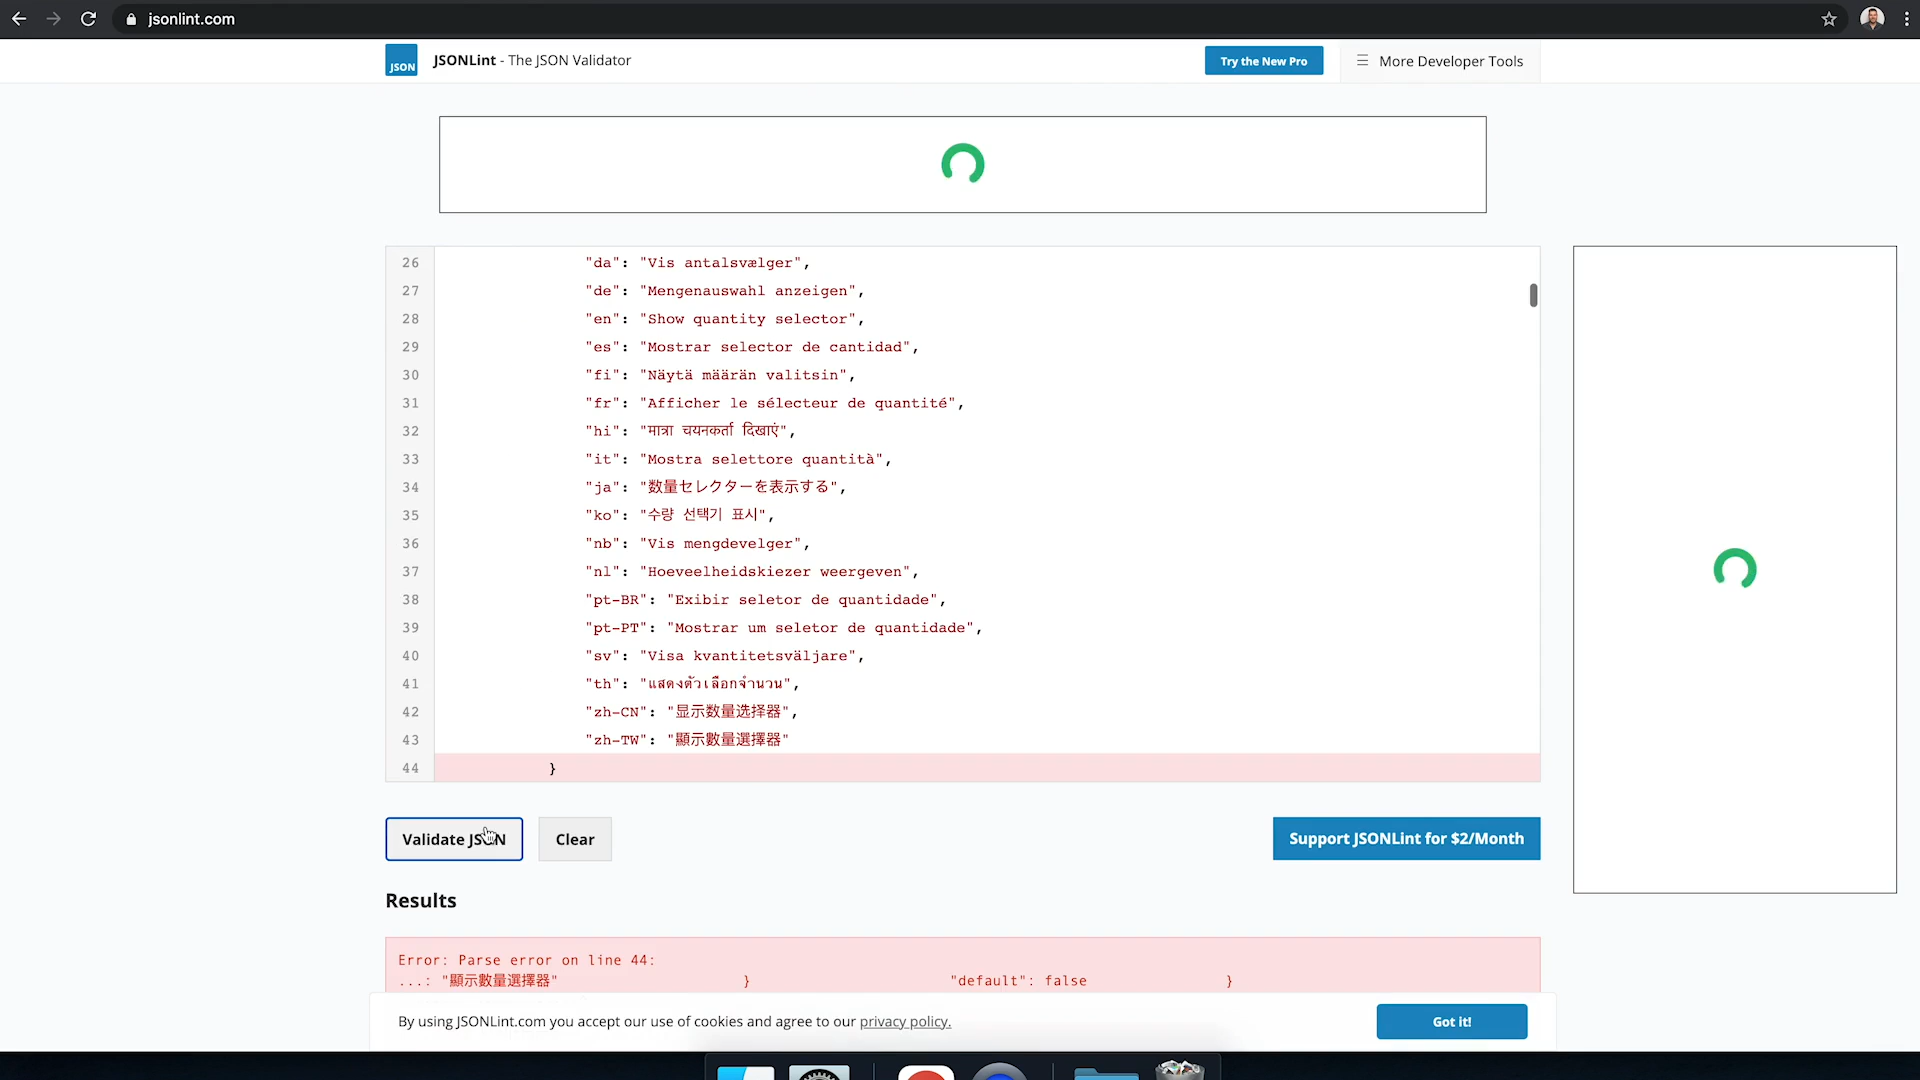 jsonlint.com
JSON
JSONLint - The JSON Validator
Try the New Pro
More Developer Tools
26 "da": "Vis antalsvælger",
27 "de": "Mengenauswahl anzeigen",
28 "en": "Show quantity selector",
29 "es": "Mostrar selector de cantidad",
30 "fi": "Näytä määrän valitsin",
31 "fr": "Afficher le sélecteur de quantité",
32 "hi": "मात्रा चयनकर्ता दिखाएं",
33 "it": "Mostra selettore quantità",
34 "ja": "数量セレクターを表示する",
35 "ko": "수량 선택기 표시",
36 "nb": "Vis mengdevelger",
37 "nl": "Hoeveelheidskiezer weergeven",
38 "pt-BR": "Exibir seletor de quantidade",
39 "pt-PT": "Mostrar um seletor de quantidade",
40 "sv": "Visa kvantitetsväljare",
41 "th": "แสดงตัวเลือกจำนวน",
42 "zh-CN": "显示数量选择器",
43 "zh-TW": "顯示數量選擇器"
44 }
Validate JSON
Clear
Support JSONLint for $2/Month
Results
Error: Parse error on line 44:
...: "顯示數量選擇器" } "default": false }
By using JSONLint.com you accept our use of cookies and agree to our privacy policy.
Got it!